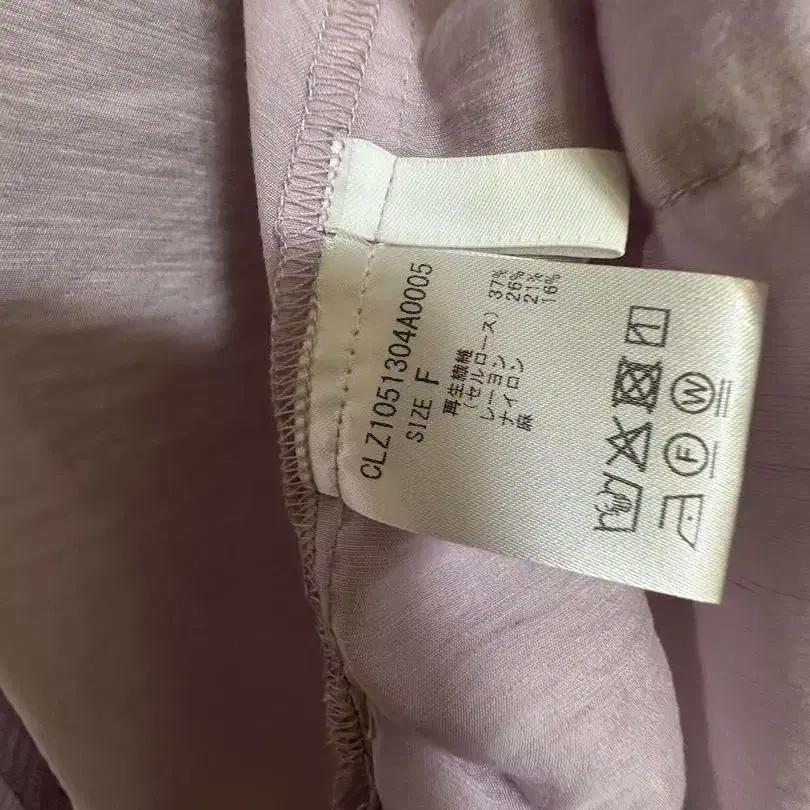 CLZ1051304A0005
SIZE F
再生繊維 37%
(セルロース)
レーヨン 26%
ナイロン 21%
麻 16%
F W